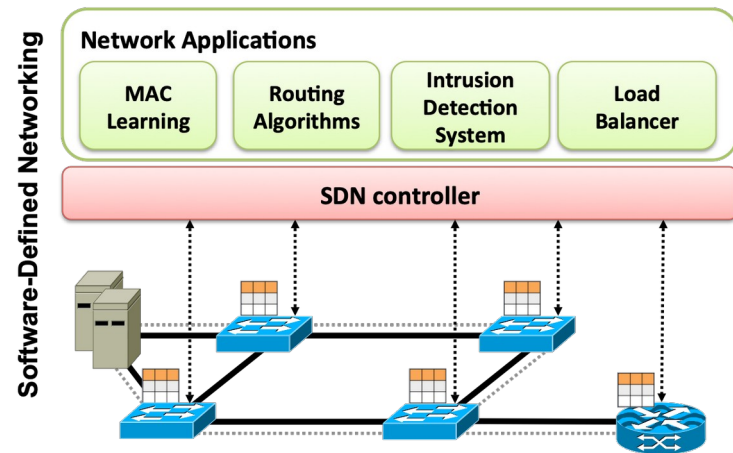 Software-Defined Networking
Network Applications
MAC
Learning
Routing
Algorithms
Intrusion
Detection
System
Load
Balancer
SDN controller